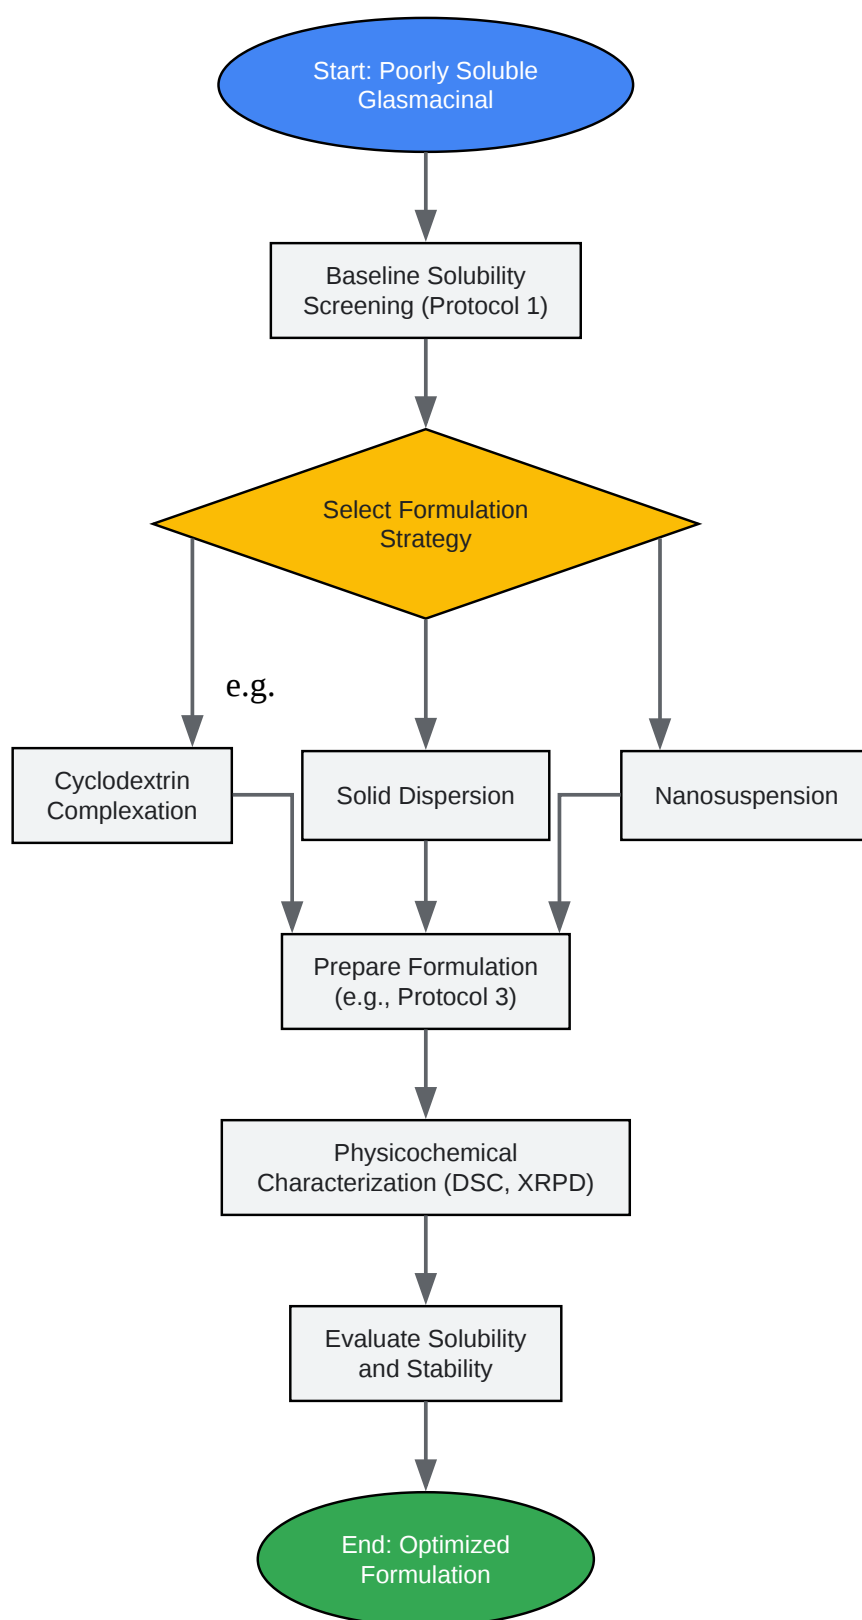 Start: Poorly Soluble
Glasmacinal
Baseline Solubility
Screening (Protocol 1)
Select Formulation
Strategy
e.g.
Cyclodextrin
Complexation
Solid Dispersion
Nanosuspension
Prepare Formulation
(e.g., Protocol 3)
Physicochemical
Characterization (DSC, XRPD)
Evaluate Solubility
and Stability
End: Optimized
Formulation